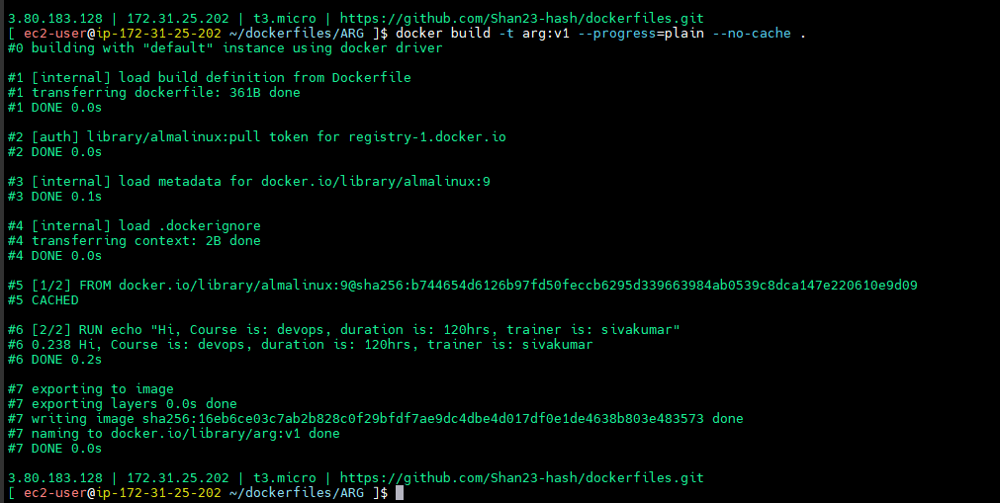 3.80.183.128 | 172.31.25.202 | t3.micro | https://github.com/Shan23-hash/dockerfiles.git
[ ec2-user@ip-172-31-25-202 ~/dockerfiles/ARG ]$ docker build -t arg:v1 --progress=plain --no-cache .
#0 building with "default" instance using docker driver
#1 [internal] load build definition from Dockerfile
#1 transferring dockerfile: 361B done
#1 DONE 0.0s
#2 [auth] library/almalinux:pull token for registry-1.docker.io
#2 DONE 0.0s
#3 [internal] load metadata for docker.io/library/almalinux:9
#3 DONE 0.1s
#4 [internal] load .dockerignore
#4 transferring context: 2B done
#4 DONE 0.0s
#5 [1/2] FROM docker.io/library/almalinux:9@sha256:b744654d6126b97fd50feccb6295d339663984ab0539c8dca147e220610e9d09
#5 CACHED
#6 [2/2] RUN echo "Hi, Course is: devops, duration is: 120hrs, trainer is: sivakumar"
#6 0.238 Hi, Course is: devops, duration is: 120hrs, trainer is: sivakumar
#6 DONE 0.2s
#7 exporting to image
#7 exporting layers 0.0s done
#7 writing image sha256:16eb6ce03c7ab2b828c0f29bfdf7ae9dc4dbe4d017df0e1de4638b803e483573 done
#7 naming to docker.io/library/arg:v1 done
#7 DONE 0.0s
3.80.183.128 | 172.31.25.202 | t3.micro | https://github.com/Shan23-hash/dockerfiles.git
[ ec2-user@ip-172-31-25-202 ~/dockerfiles/ARG ]$